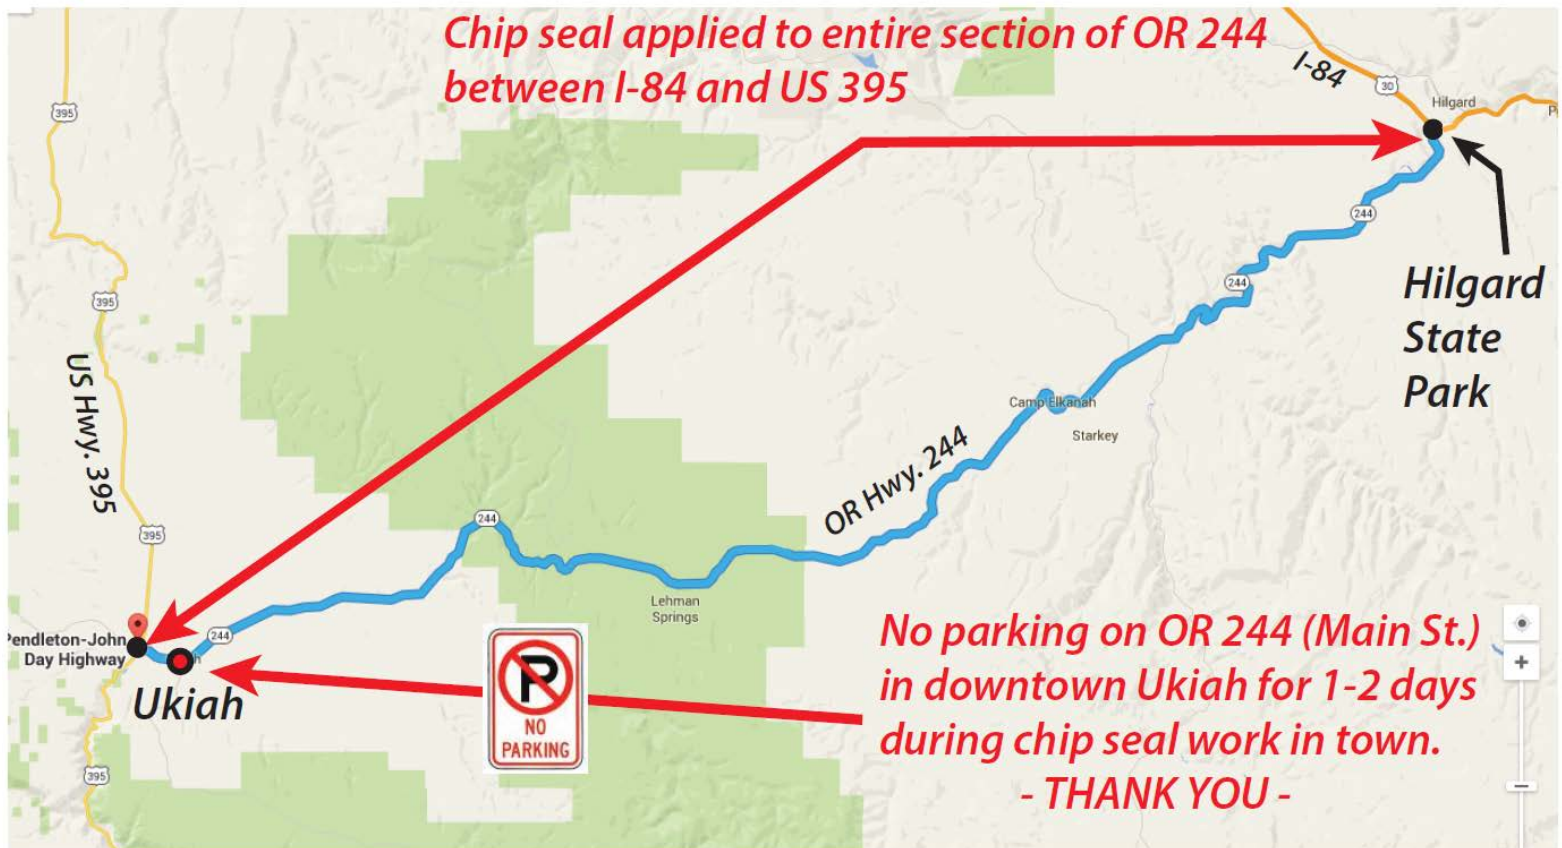 Chip seal applied to entire section of OR 244
between I-84 and US 395
I-84
30
Hilgard
395
244
Hilgard
State
Park
244
395
US Hwy. 395
Camp Elkanah
Starkey
OR Hwy. 244
244
395
Lehman
Springs
No parking on OR 244 (Main St.)
in downtown Ukiah for 1-2 days
during chip seal work in town.
- THANK YOU -
244
Pendleton-John
Day Highway
Ukiah
P
NO
PARKING
395
+
−